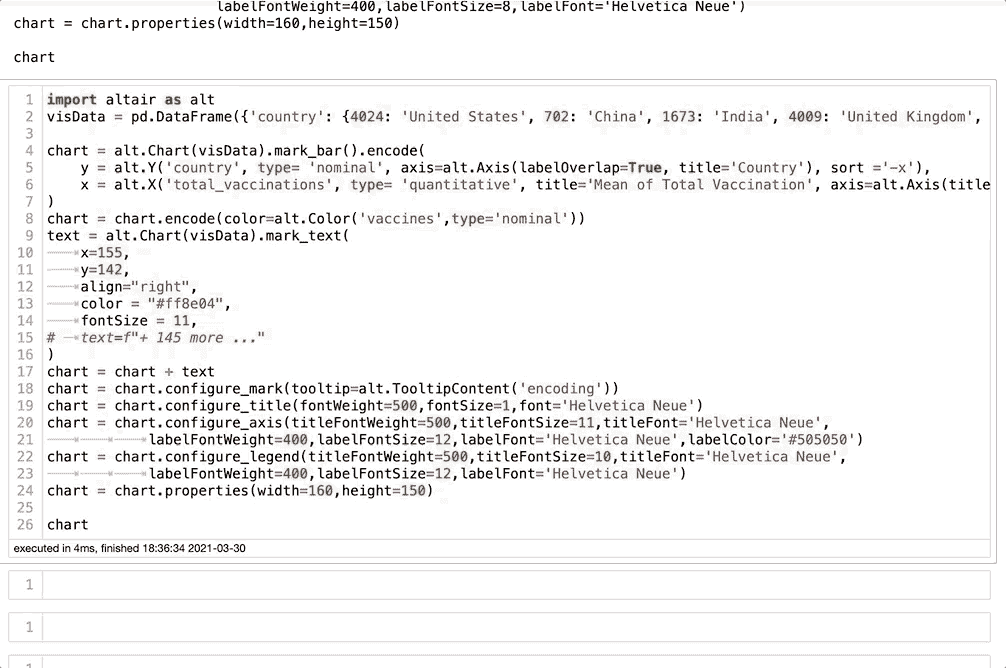 labelFontWeight=400,labelFontSize=8,labelFont='Helvetica Neue')
chart = chart.properties(width=160,height=150)
chart
1 import altair as alt
2 visData = pd.DataFrame({'country': {4024: 'United States', 702: 'China', 1673: 'India', 4009: 'United Kingdom',
3
4 chart = alt.Chart(visData).mark_bar().encode(
5 y = alt.Y('country', type= 'nominal', axis=alt.Axis(labelOverlap=True, title='Country'), sort ='-x'),
6 x = alt.X('total_vaccinations', type= 'quantitative', title='Mean of Total Vaccination', axis=alt.Axis(title
7 )
8 chart = chart.encode(color=alt.Color('vaccines',type='nominal'))
9 text = alt.Chart(visData).mark_text(
10 x=155,
11 y=142,
12 align="right",
13 color = "#ff8e04",
14 fontSize = 11,
15 # text=f"+ 145 more ..."
16 )
17 chart = chart + text
18 chart = chart.configure_mark(tooltip=alt.TooltipContent('encoding'))
19 chart = chart.configure_title(fontWeight=500,fontSize=1,font='Helvetica Neue')
20 chart = chart.configure_axis(titleFontWeight=500,titleFontSize=11,titleFont='Helvetica Neue',
21 labelFontWeight=400,labelFontSize=12,labelFont='Helvetica Neue',labelColor='#505050')
22 chart = chart.configure_legend(titleFontWeight=500,titleFontSize=10,titleFont='Helvetica Neue',
23 labelFontWeight=400,labelFontSize=12,labelFont='Helvetica Neue')
24 chart = chart.properties(width=160,height=150)
25
26 chart
executed in 4ms, finished 18:36:34 2021-03-30
1
1
1